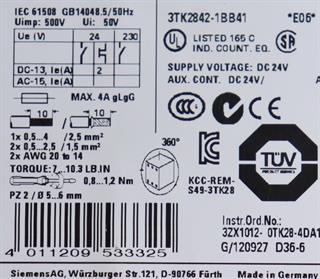 IEC 61508 GB14048.5/50Hz
Uimp: 500V Ui: 50V
Ue (V) 24 230
DC-13, Ie(A) 2
AC-15, Ie(A)
MAX. 4A gLgG
10 10
1x 0,5...4 /2,5 mm²
2x 0,5...2,5 /1,5 mm²
2x AWG 20 to 14
TORQUE: 7...10.3 LB.IN
0,8...1,2 Nm
PZ 2 / Ø5...6 mm
360°
3TK2842-1BB41 *E06*
LISTED 165 C
IND. CONT. EQ.
SUPPLY VOLTAGE: DC 24V
AUX. CONT. DC/ 24V
KCC-REM-
S49-3TK28
TÜV
Instr.Ord.No.:
3ZX1012- 0TK28-4DA1
G/120927 D36-6
4 011209 533325
SiemensAG, Würzburger Str.121, D-90766 Fürth Made in